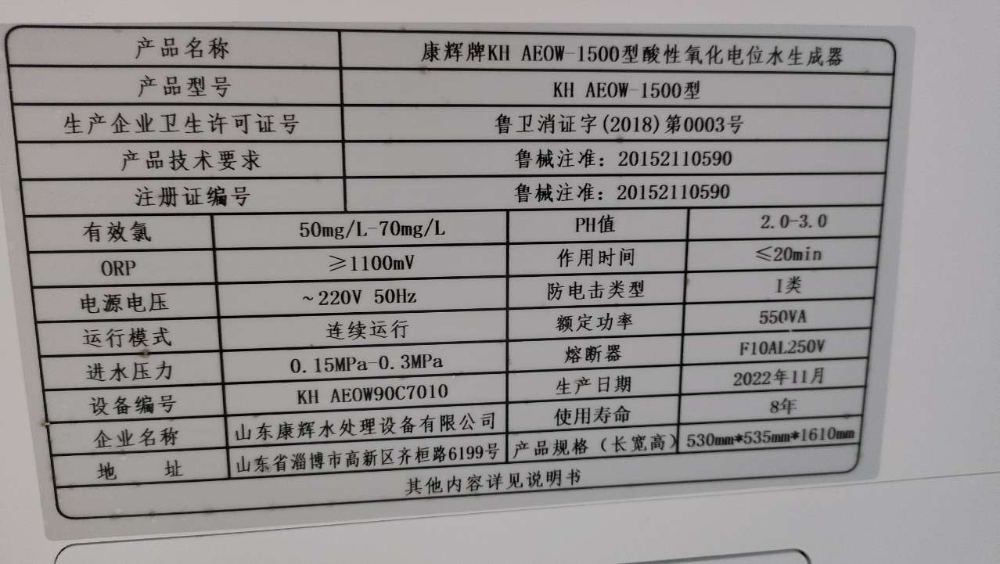 产品名称 康辉牌KH AEOW-1500型酸性氧化电位水生成器
产品型号 KH AEOW-1500型
生产企业卫生许可证号 鲁卫消证字(2018)第0003号
产品技术要求 鲁械注准：20152110590
注册证编号 鲁械注准：20152110590
有效氯 50mg/L-70mg/L PH值 2.0-3.0
ORP ≥1100mV 作用时间 ≤20min
电源电压 ~220V 50Hz 防电击类型 I类
运行模式 连续运行 额定功率 550VA
进水压力 0.15MPa-0.3MPa 熔断器 F10AL250V
设备编号 KH AEOW90C7010 生产日期 2022年11月
企业名称 山东康辉水处理设备有限公司 使用寿命 8年
地 址 山东省淄博市高新区齐桓路6199号 产品规格（长宽高） 530mm*535mm*1610mm
其他内容详见说明书